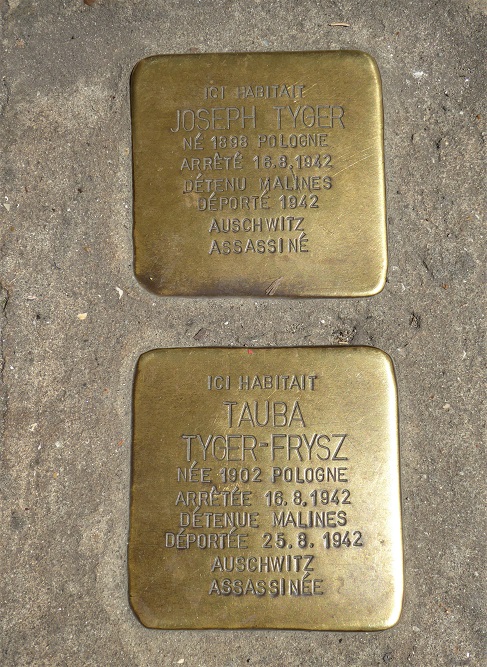 ICI HABITAIT
JOSEPH TYGER
NÉ 1898 POLOGNE
ARRÊTÉ 16.8.1942
DÉTENU MALINES
DÉPORTÉ 1942
AUSCHWITZ
ASSASSINÉ
ICI HABITAIT
TAUBA
TYGER-FRYSZ
NÉE 1902 POLOGNE
ARRÊTÉE 16.8.1942
DÉTENUE MALINES
DÉPORTÉE 25.8.1942
AUSCHWITZ
ASSASSINÉE